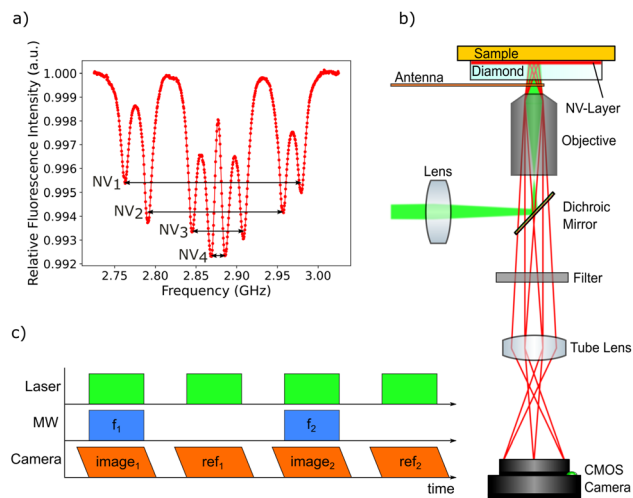 a)
Relative Fluorescence Intensity (a.u.)
1.000
0.999
0.998
0.997
0.996
0.995
0.994
0.993
0.992
NV1
NV2
NV3
NV4
2.75 2.80 2.85 2.90 2.95 3.00
Frequency (GHz)
b)
Sample
Diamond
Antenna
NV-Layer
Objective
Lens
Dichroic
Mirror
Filter
Tube Lens
CMOS
Camera
c)
Laser
MW f1 f2
Camera image1 ref1 image2 ref2
time